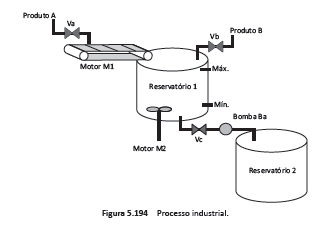 Produto A
Va
Produto B
Vb
Motor M1
Máx.
Reservatório 1
Mín.
Bomba Ba
Vc
Motor M2
Reservatório 2
Figura 5.194 Processo industrial.